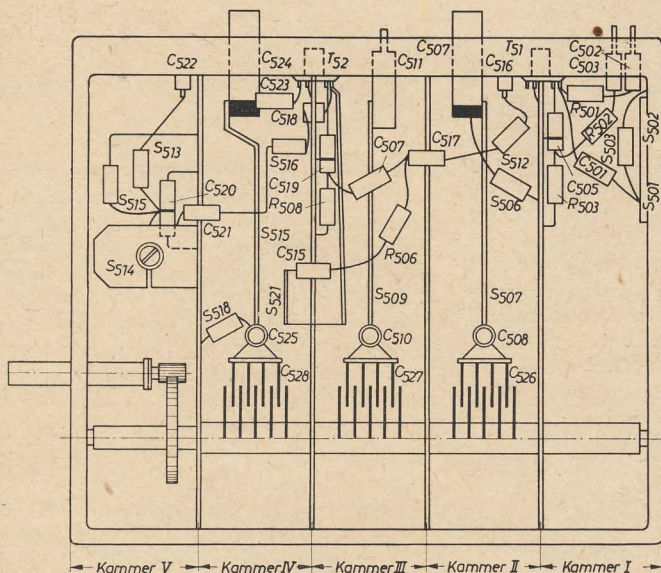 C522
C524
T52
C511
C507
C516
T51
C502
C503
C523
C518
R501
R502
S502
S503
S513
S516
C507
C517
S512
C501
S515
C520
C519
R508
S506
C505
R503
S501
C521
S515
R506
C515
S514
S521
S509
S507
S518
C525
C510
C508
C528
C527
C526
Kammer V
Kammer IV
Kammer III
Kammer II
Kammer I